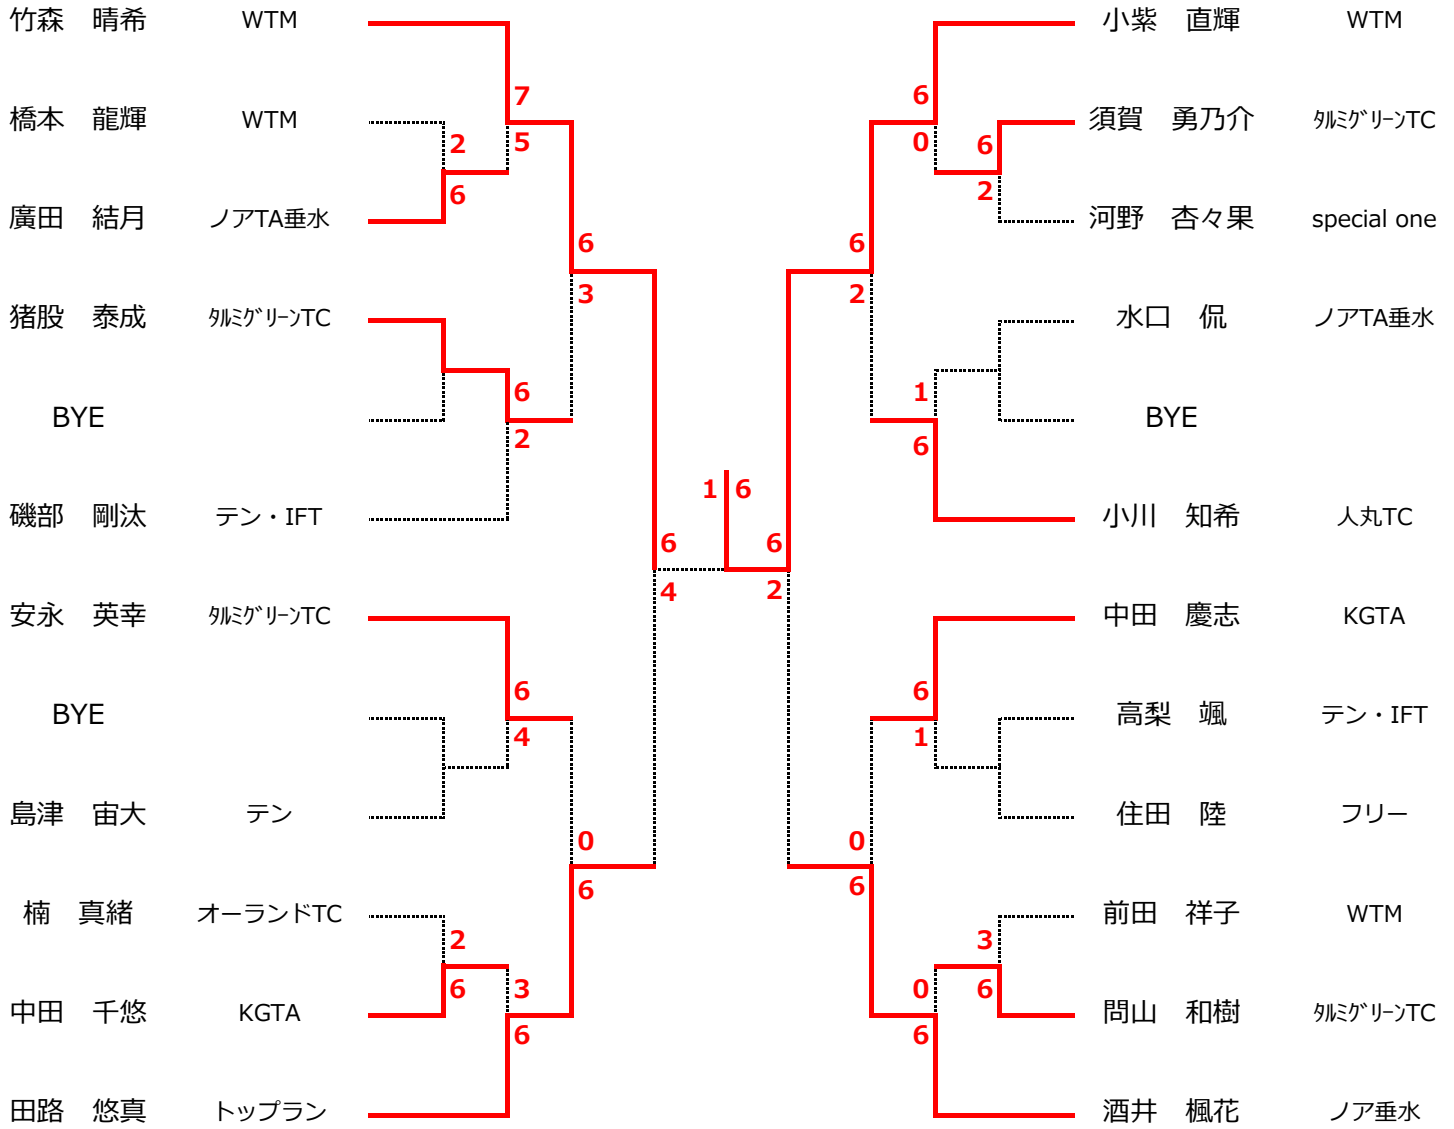 竹森　晴希 WTM 小紫　直輝 WTM
7 6
橋本　龍輝 WTM 須賀　勇乃介 ﾀﾙﾐｸﾞﾘｰﾝTC
2 5 0 6
6 2
廣田　結月 ノアTA垂水 河野　杏々果 special one
6 6
3 2
猪股　泰成 ﾀﾙﾐｸﾞﾘｰﾝTC 水口　侃 ノアTA垂水
6 1
BYE BYE
2 6
1 6
磯部　剛汰 テン・IFT 小川　知希 人丸TC
6 6
4 2
安永　英幸 ﾀﾙﾐｸﾞﾘｰﾝTC 中田　慶志 KGTA
6 6
BYE 高梨　颯 テン・IFT
4 1
島津　宙大 テン 住田　陸 フリー
0 0
6 6
楠　真緒 オーランドTC 前田　祥子 WTM
2 3
6 3 0 6
中田　千悠 KGTA 問山　和樹 ﾀﾙﾐｸﾞﾘｰﾝTC
6 6
田路　悠真 トップラン 酒井　楓花 ノア垂水